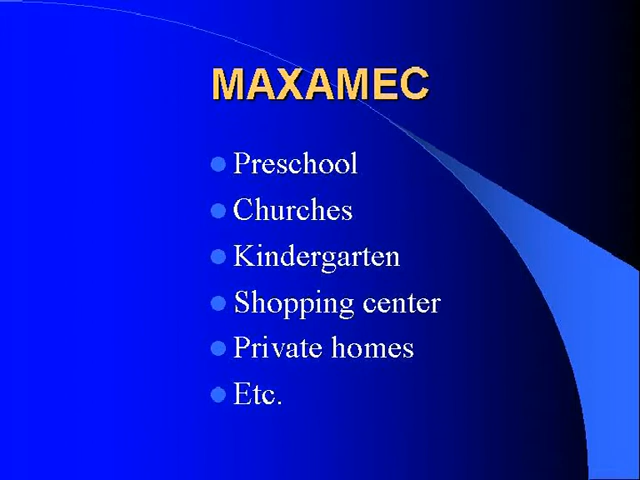 MAXAMEC
Preschool
Churches
Kindergarten
Shopping center
Private homes
Etc.